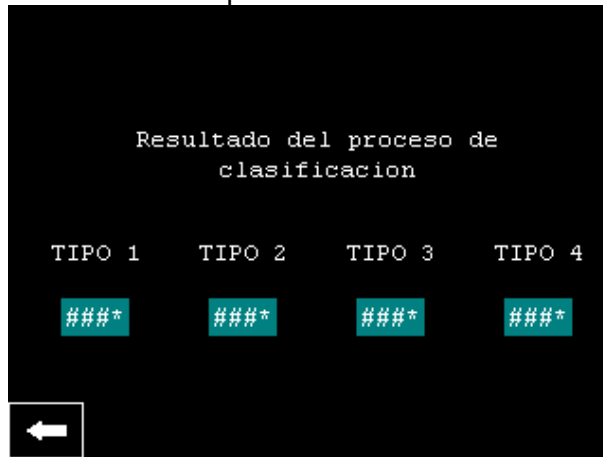 Resultado del proceso de
clasificacion
TIPO 1 TIPO 2 TIPO 3 TIPO 4
###* ###* ###* ###*